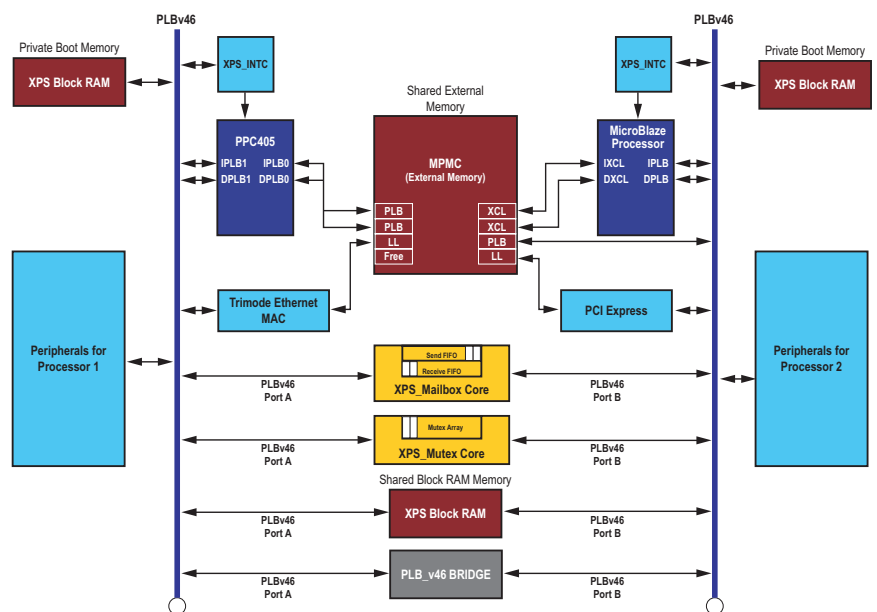 PLBv46
PLBv46
Private Boot Memory
XPS Block RAM
XPS_INTC
Shared External
Memory
XPS_INTC
Private Boot Memory
XPS Block RAM
PPC405
IPLB1 IPLB0
DPLB1 DPLB0
MPMC
(External Memory)
PLB XCL
PLB XCL
LL PLB
Free LL
MicroBlaze
Processor
IXCL IPLB
DXCL DPLB
Peripherals for
Processor 1
Trimode Ethernet
MAC
PCI Express
Peripherals for
Processor 2
Send FIFO
Receive FIFO
XPS_Mailbox Core
PLBv46
Port A
PLBv46
Port B
Mutex Array
XPS_Mutex Core
PLBv46
Port A
PLBv46
Port B
Shared Block RAM Memory
XPS Block RAM
PLBv46
Port A
PLBv46
Port B
PLB_v46 BRIDGE
PLBv46
Port A
PLBv46
Port B